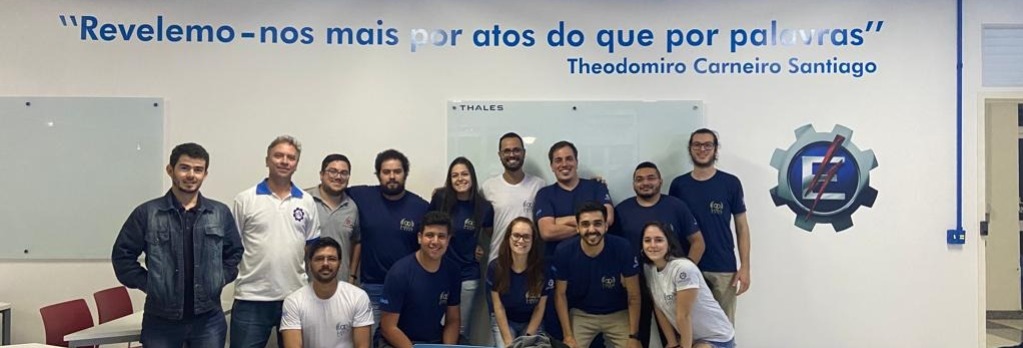 "Revelemo-nos mais por atos do que por palavras"
Theodomiro Carneiro Santiago
THALES